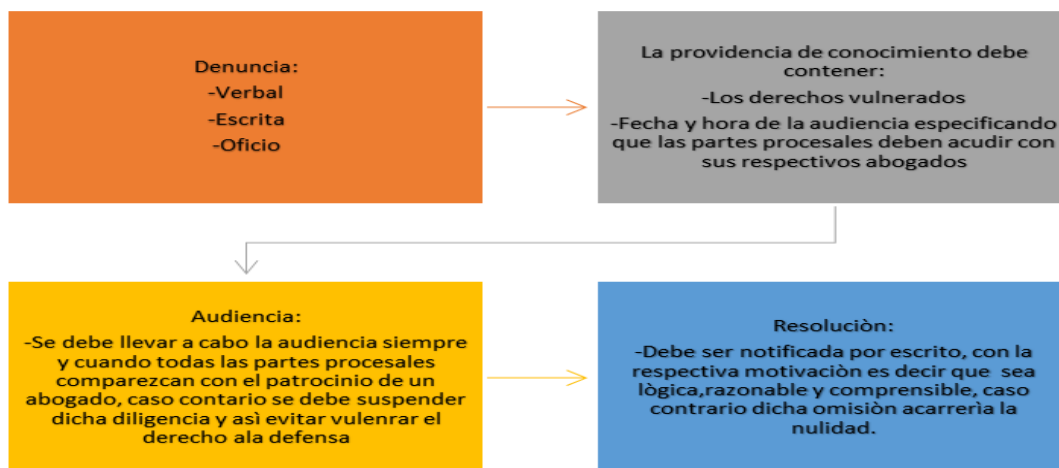 Denuncia:
-Verbal
-Escrita
-Oficio
La providencia de conocimiento debe
contener:
-Los derechos vulnerados
-Fecha y hora de la audiencia especificando
que las partes procesales deben acudir con
sus respectivos abogados
Audiencia:
-Se debe llevar a cabo la audiencia siempre
y cuando todas las partes procesales
comparezcan con el patrocinio de un
abogado, caso contario se debe suspender
dicha diligencia y asì evitar vulenrar el
derecho ala defensa
Resoluciòn:
-Debe ser notificada por escrito, con la
respectiva motivaciòn es decir que  sea
lògica,razonable y comprensible, caso
contrario dicha omisiòn acarrerìa la
nulidad.